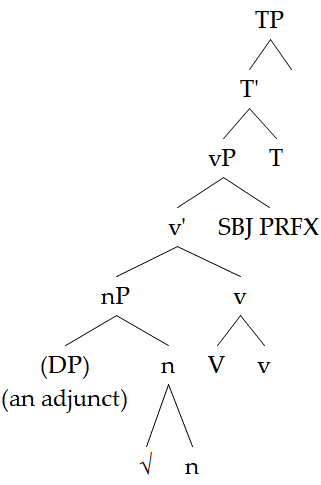 TP
T'
vP T
v' SBJ PRFX
nP v
(DP) n V v
(an adjunct)
√ n